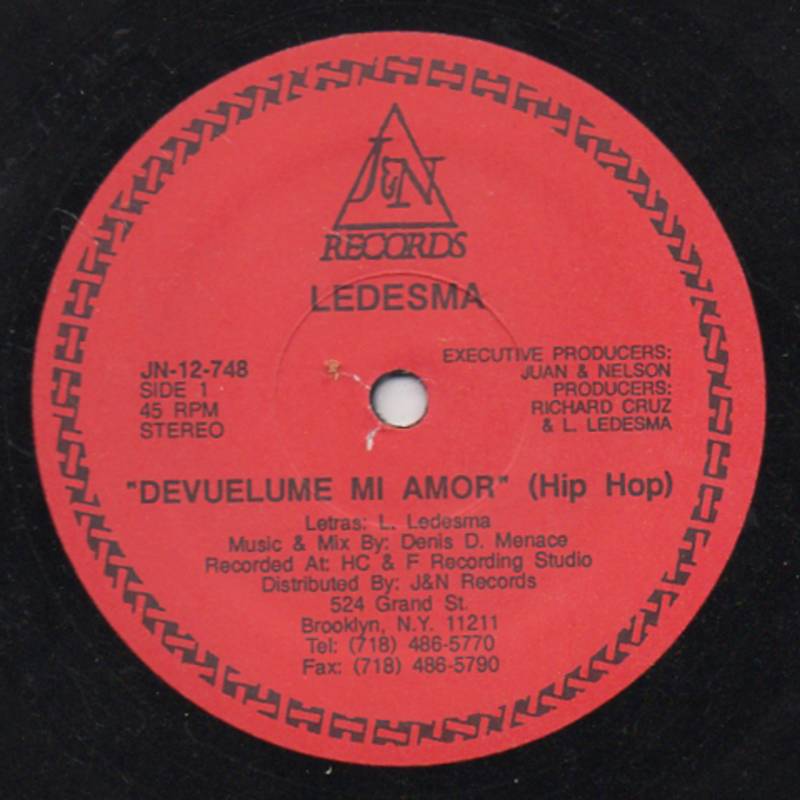 J&N
RECORDS
LEDESMA
JN-12-748
SIDE 1
45 RPM
STEREO
EXECUTIVE PRODUCERS:
JUAN & NELSON
PRODUCERS:
RICHARD CRUZ
& L. LEDESMA
"DEVUELUME MI AMOR" (Hip Hop)
Letras: L. Ledesma
Music & Mix By: Denis D. Menace
Recorded At: HC & F Recording Studio
Distributed By: J&N Records
524 Grand St.
Brooklyn, N.Y. 11211
Tel: (718) 486-5770
Fax: (718) 486-5790